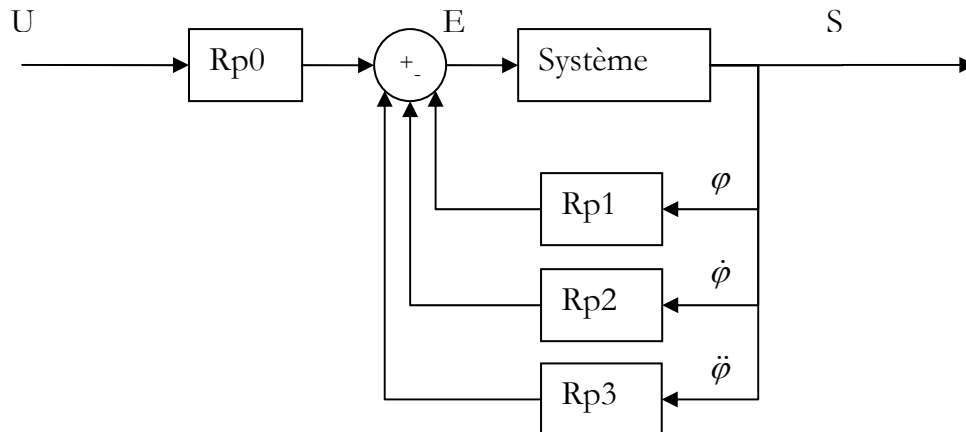 U
E
S
Rp0
+
-
Système
Rp1
φ
Rp2
φ̇
Rp3
φ̈